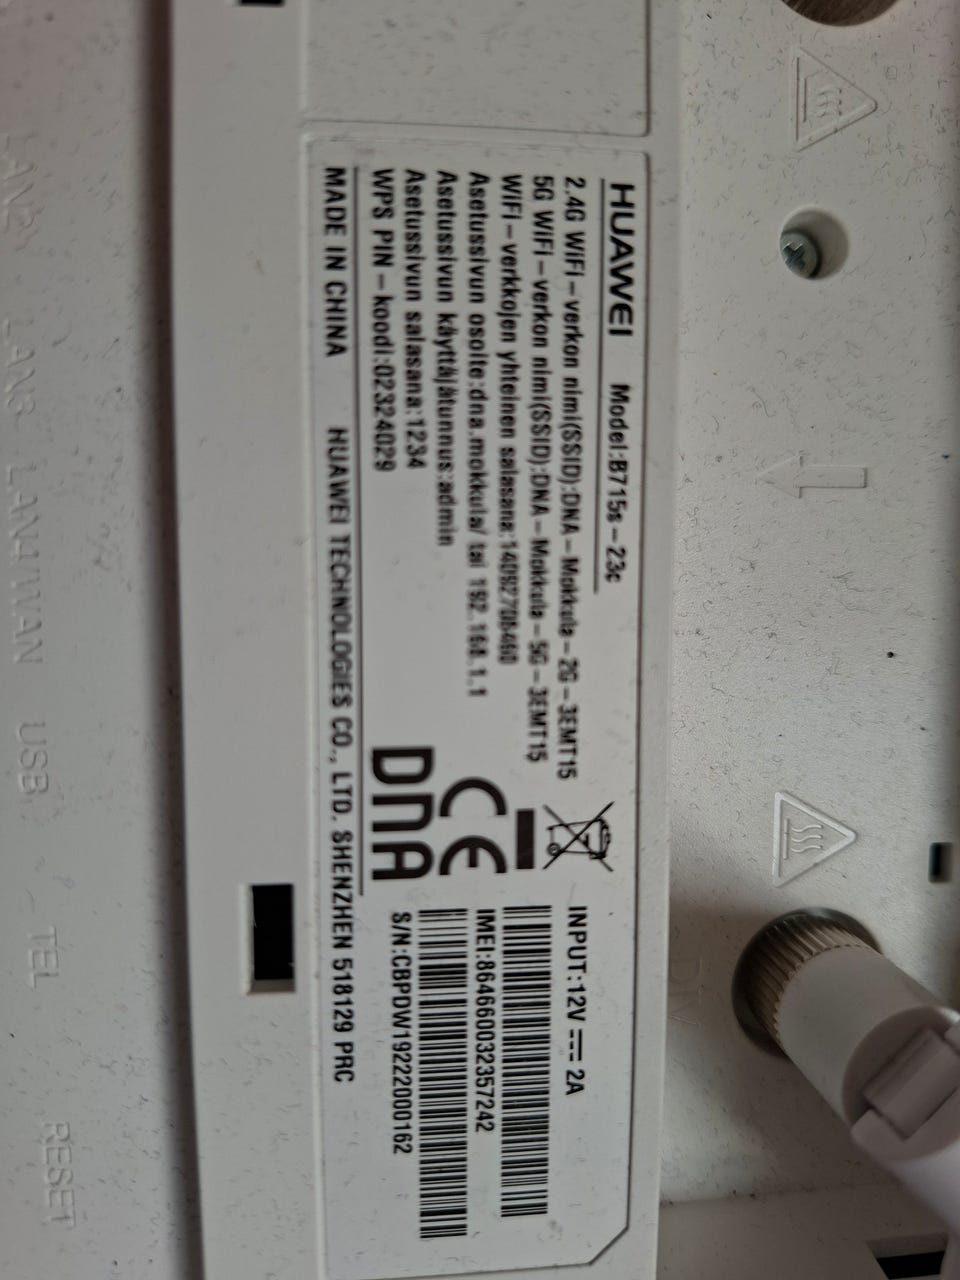 HUAWEI Model:B715s-23c
2.4G WiFi-verkon nimi(SSID):DNA-Mokkula-2G-3EMT15
5G WiFi-verkon nimi(SSID):DNA-Mokkula-5G-3EMT15
WiFi-verkkojen yhteinen salasana:
Asetussivun osoite:dna.mokkula/ tai 192.168.1.1
Asetussivun käyttäjätunnus:admin
Asetussivun salasana:1234
WPS PIN-koodi:02324029
MADE IN CHINA HUAWEI TECHNOLOGIES CO., LTD. SHENZHEN 518129 PRC
CE
DNA
INPUT:12V 2A
IMEI:864660032357242
S/N:CBPDW19222000162
LAN2 LAN3 LAN4/WAN USB TEL RESET